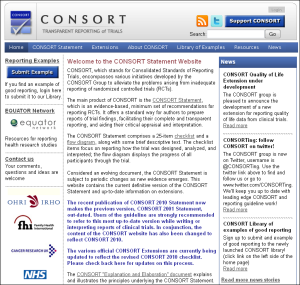 CONSORT
TRANSPARENT REPORTING of TRIALS
Support CONSORT
Search
Go
Home
CONSORT Statement
Extensions
About CONSORT
Library of Examples
Resources
News
Reporting Examples
Submit Example
If you find an example of
good reporting, login here
to submit it to our Library.
EQUATOR Network
equator
network
Resources for reporting
health research studies
Contact us
Your comments,
questions and ideas are
welcome
OHRI
IRHO
fhi
Family Health
International
CANCER RESEARCH UK
NHS
Welcome to the CONSORT Statement Website
CONSORT, which stands for Consolidated Standards of Reporting
Trials, encompasses various initiatives developed by the
CONSORT Group to alleviate the problems arising from inadequate
reporting of randomized controlled trials (RCTs).
The main product of CONSORT is the CONSORT Statement,
which is an evidence-based, minimum set of recommendations for
reporting RCTs. It offers a standard way for authors to prepare
reports of trial findings, facilitating their complete and transparent
reporting, and aiding their critical appraisal and interpretation.
The CONSORT Statement comprises a 25-item checklist and a
flow diagram, along with some brief descriptive text. The checklist
items focus on reporting how the trial was designed, analyzed, and
interpreted; the flow diagram displays the progress of all
participants through the trial.
Considered an evolving document, the CONSORT Statement is
subject to periodic changes as new evidence emerges. This
website contains the current definitive version of the CONSORT
Statement and up-to-date information on extensions.
The recent publication of CONSORT 2010 Statement now
makes the previous version, CONSORT 2001 Statement,
out-dated. Users of the guideline are strongly recommended
to refer to this most up-to-date version while writing or
interpreting reports of clinical trials. In conjunction, the
content of the CONSORT website has also been changed to
reflect CONSORT 2010.
The various official CONSORT Extensions are currently being
updated to reflect the revised CONSORT 2010 checklist.
Please check back here for updates on this process.
The CONSORT "Explanation and Elaboration" document explains
and illustrates the principles underlying the CONSORT Statement
News
CONSORT Quality of Life
Extension under
development
The CONSORT group is
pleased to announce the
development of a new
extension for reporting quality
of life data from clinical trials
Read more
CONSORT: follow
CONSORT on twitter!
The CONSORT group is now
on Twitter, username is
@CONSORTing. Use the
twitter link above to find and
follow us or go to
www.twitter.com/CONSORTing.
We'll keep you up to date with
leading edge CONSORT and
reporting guideline work!
Read more
CONSORT Library of
examples of good reporting
Sign up to submit and example
of good reporting to the newly
launched CONSORT library!
(click link on the left side of the
home page).
Read more